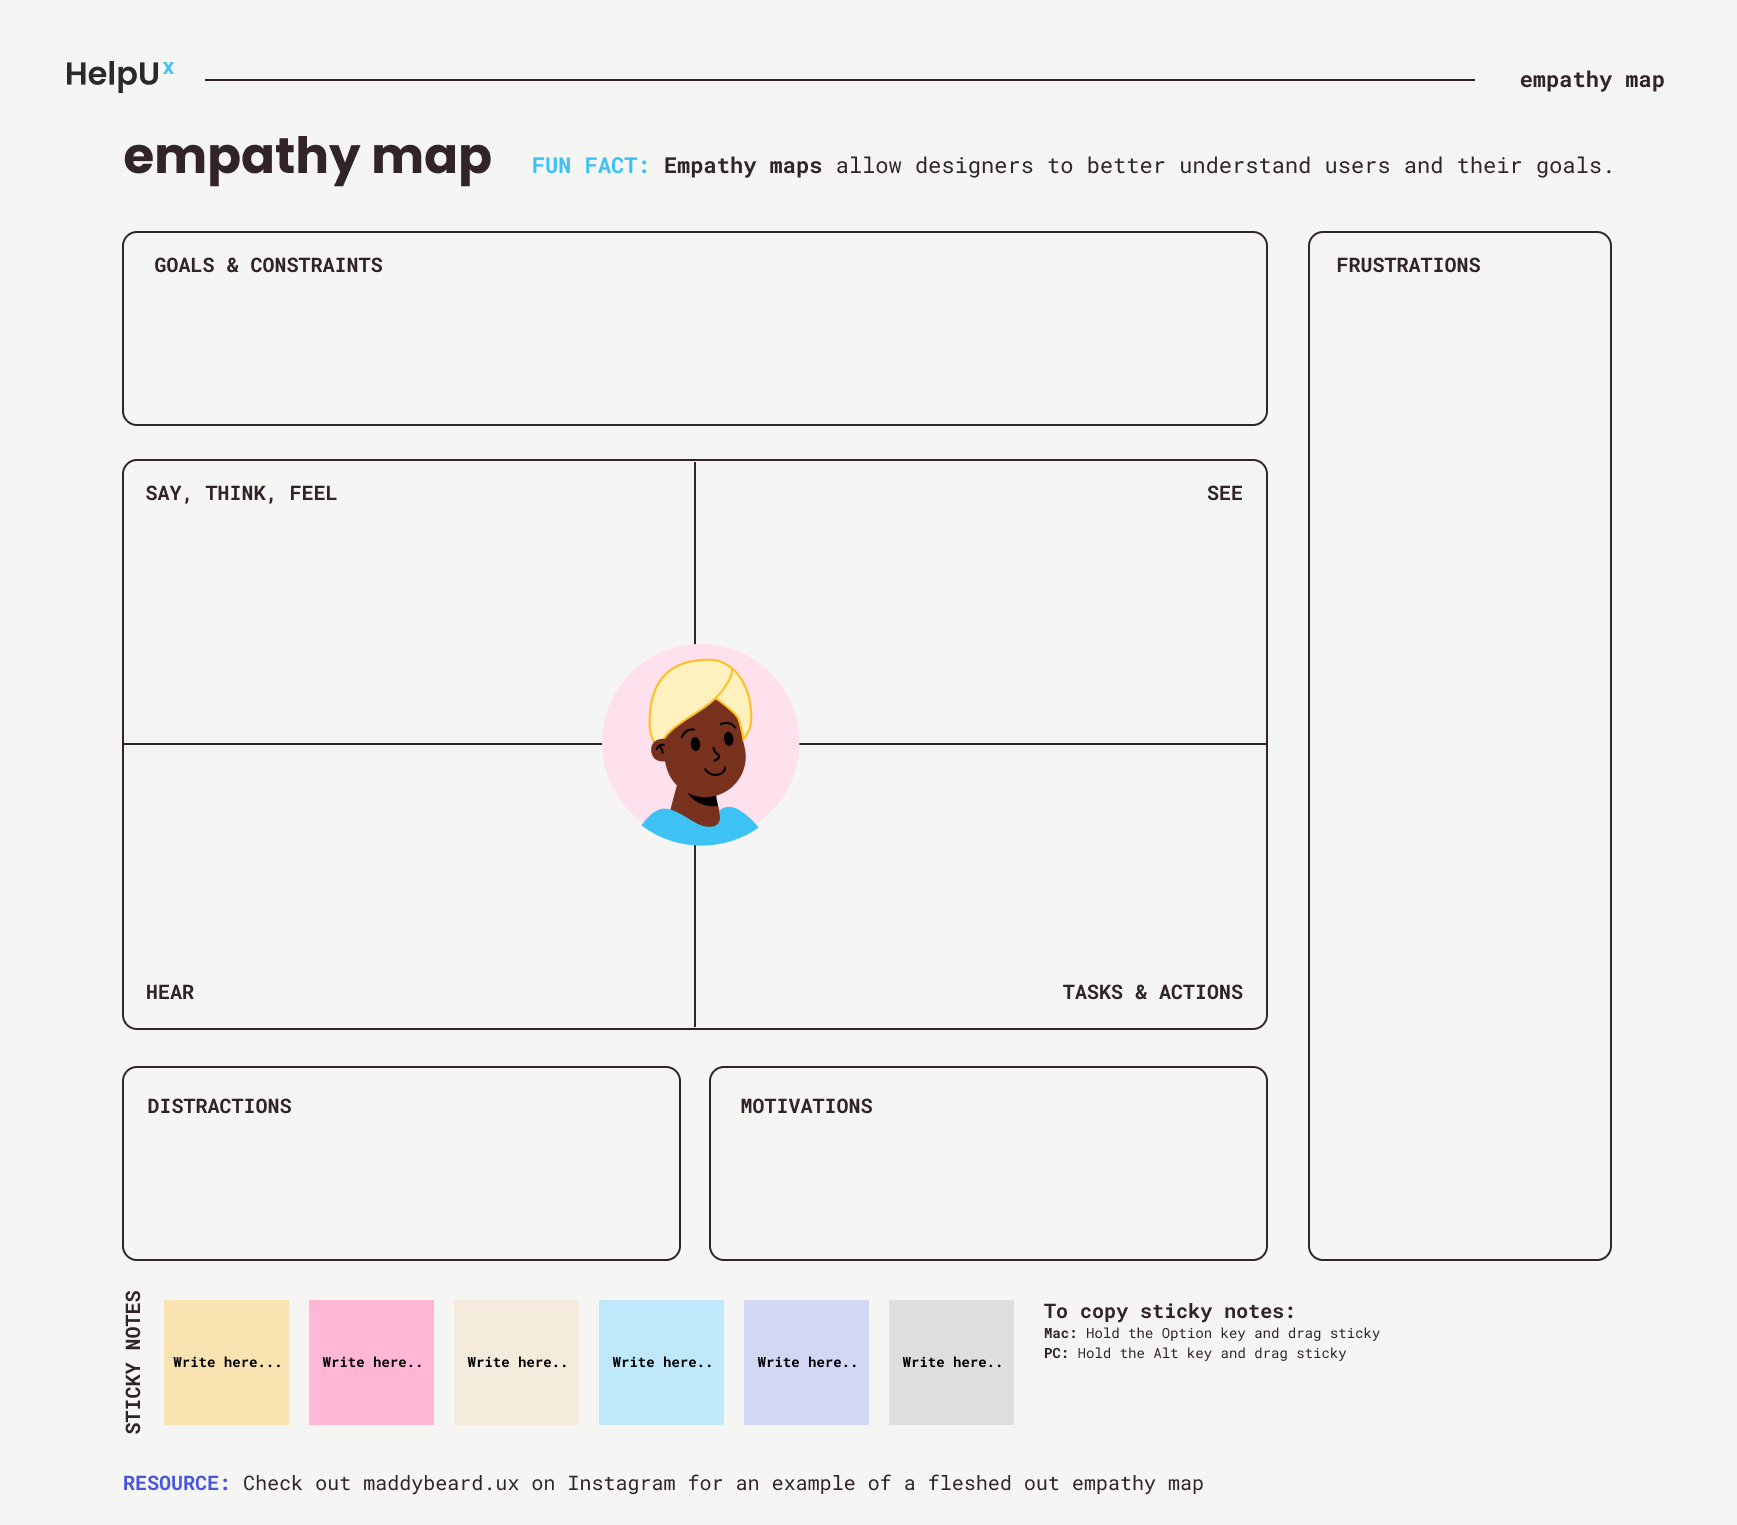 HelpUx
empathy map
empathy map
FUN FACT: Empathy maps allow designers to better understand users and their goals.
GOALS & CONSTRAINTS
FRUSTRATIONS
SAY, THINK, FEEL
SEE
HEAR
TASKS & ACTIONS
DISTRACTIONS
MOTIVATIONS
STICKY NOTES
Write here...
Write here..
Write here..
Write here..
Write here..
Write here..
To copy sticky notes:
Mac: Hold the Option key and drag sticky
PC: Hold the Alt key and drag sticky
RESOURCE: Check out maddybeard.ux on Instagram for an example of a fleshed out empathy map